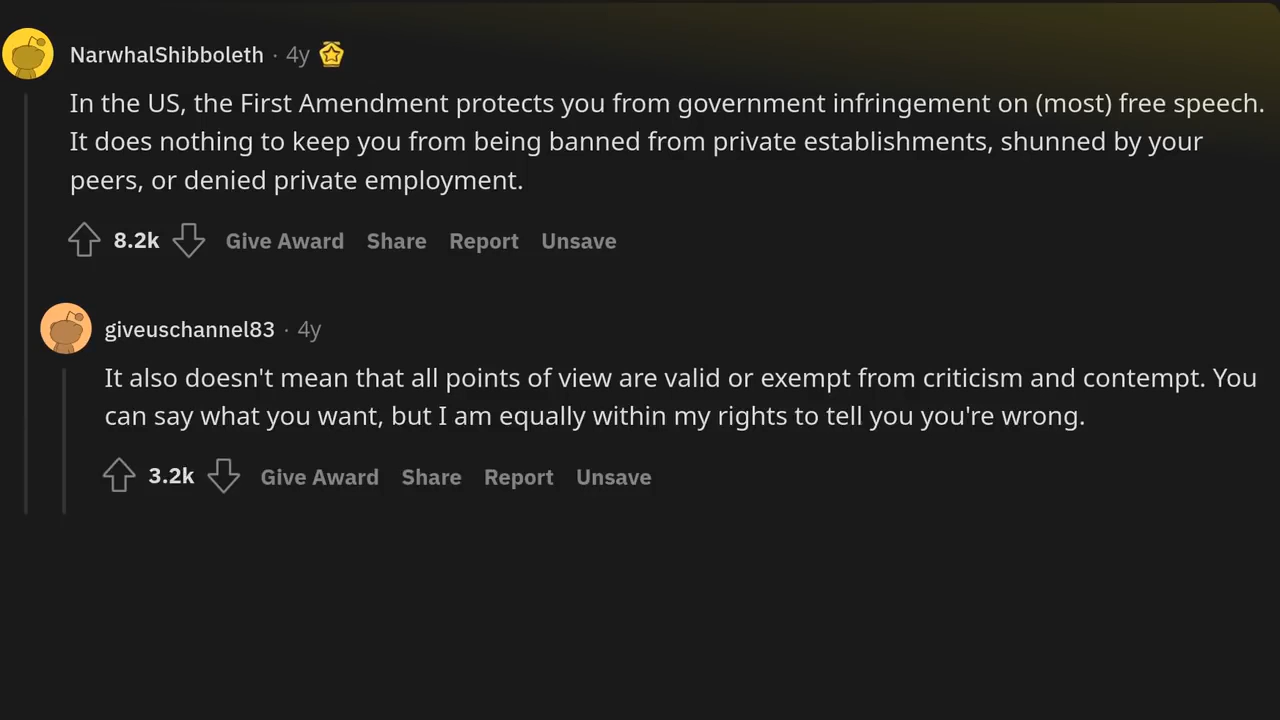 NarwhalShibboleth · 4y
In the US, the First Amendment protects you from government infringement on (most) free speech.
It does nothing to keep you from being banned from private establishments, shunned by your
peers, or denied private employment.
8.2k Give Award Share Report Unsave
giveuschannel83 · 4y
It also doesn't mean that all points of view are valid or exempt from criticism and contempt. You
can say what you want, but I am equally within my rights to tell you you're wrong.
3.2k Give Award Share Report Unsave